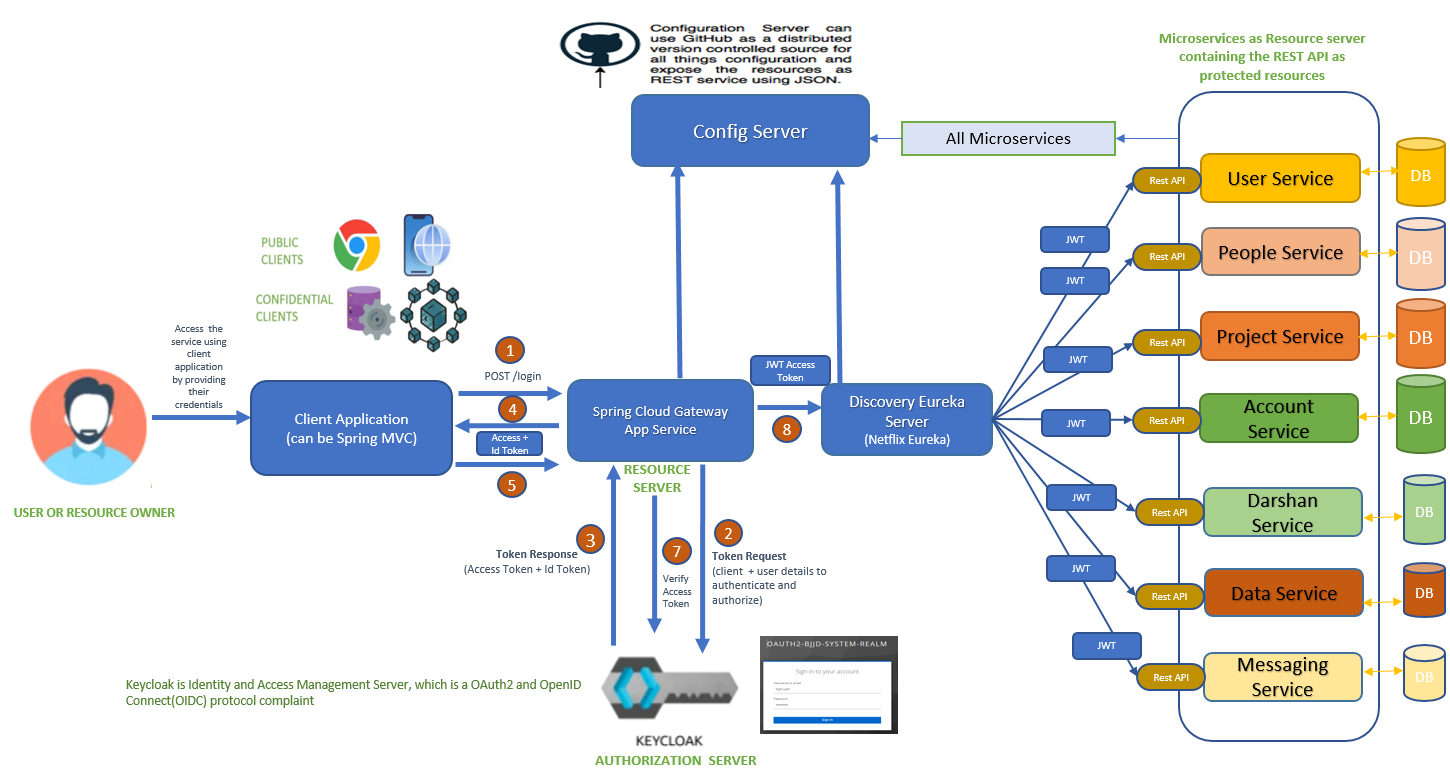 Configuration Server can
use GitHub as a distributed
version controlled source for
all things configuration and
expose the resources as
REST service using JSON.
Microservices as Resource server
containing the REST API as
protected resources
Config Server
All Microservices
Rest API
User Service
DB
JWT
Rest API
People Service
DB
JWT
Rest API
Project Service
DB
JWT
Rest API
Account
Service
DB
JWT
Rest API
Darshan
Service
DB
JWT
Rest API
Data Service
DB
JWT
Rest API
Messaging
Service
DB
JWT
PUBLIC
CLIENTS
CONFIDENTIAL
CLIENTS
Access the
service using
client
application
by providing
their
credentials
USER OR RESOURCE OWNER
Client Application
(can be Spring MVC)
1
POST /login
4
Access +
Id Token
5
Spring Cloud Gateway
App Service
RESOURCE
SERVER
JWT Access
Token
8
Discovery Eureka
Server
(Netflix Eureka)
3
Token Response
(Access Token + Id Token)
7
Verify
Access
Token
2
Token Request
(client + user details to
authenticate and
authorize)
OAUTH2-BJJD-SYSTEM-REALM
Sign in to your account
Username or email
Password
Sign In
Keycloak is Identity and Access Management Server, which is a OAuth2 and OpenID
Connect(OIDC) protocol complaint
KEYCLOAK
AUTHORIZATION SERVER